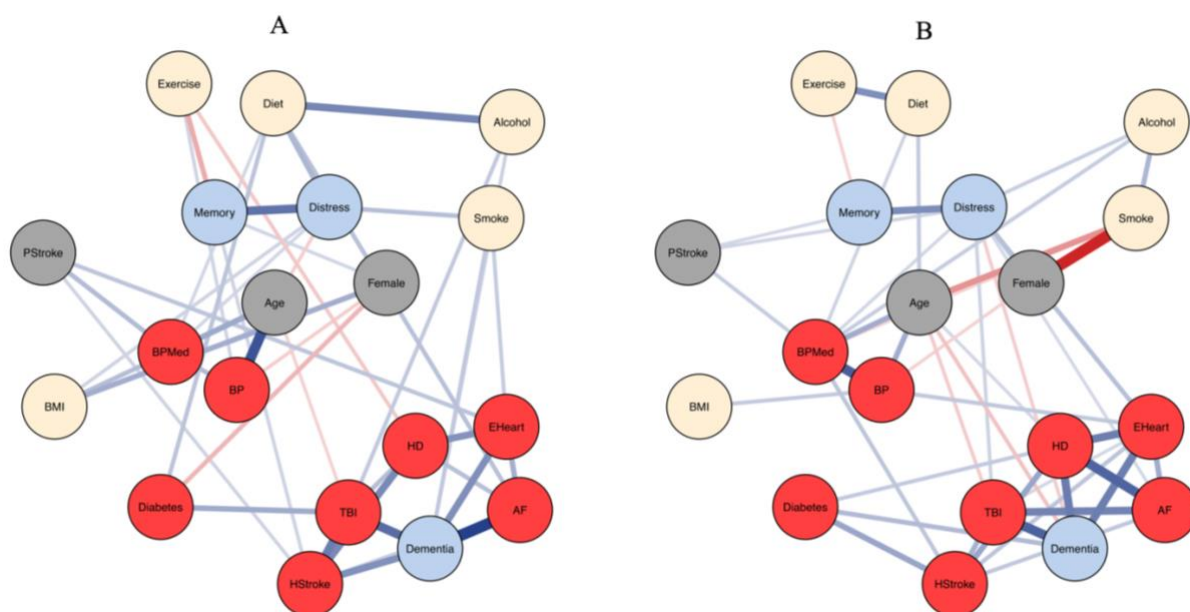 A
B
Exercise
Diet
Alcohol
Memory
Distress
Smoke
PStroke
Age
Female
BPMed
BP
BMI
HD
EHeart
Diabetes
TBI
AF
Dementia
HStroke
Exercise
Diet
Alcohol
Memory
Distress
Smoke
PStroke
Age
Female
BPMed
BP
BMI
HD
EHeart
Diabetes
TBI
AF
Dementia
HStroke